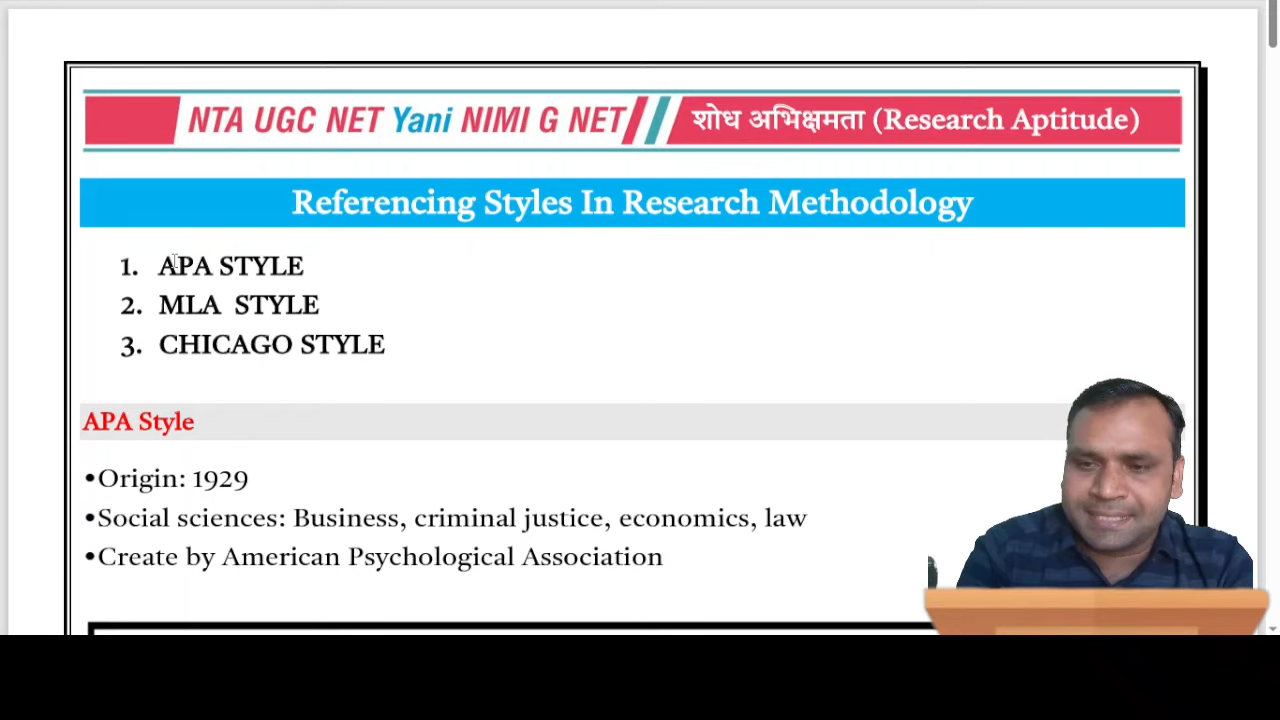 NTA UGC NET Yani NIMI G NET शोध अभिक्षमता (Research Aptitude)
Referencing Styles In Research Methodology
1. APA STYLE
2. MLA STYLE
3. CHICAGO STYLE
APA Style
•Origin: 1929
•Social sciences: Business, criminal justice, economics, law
•Create by American Psychological Association